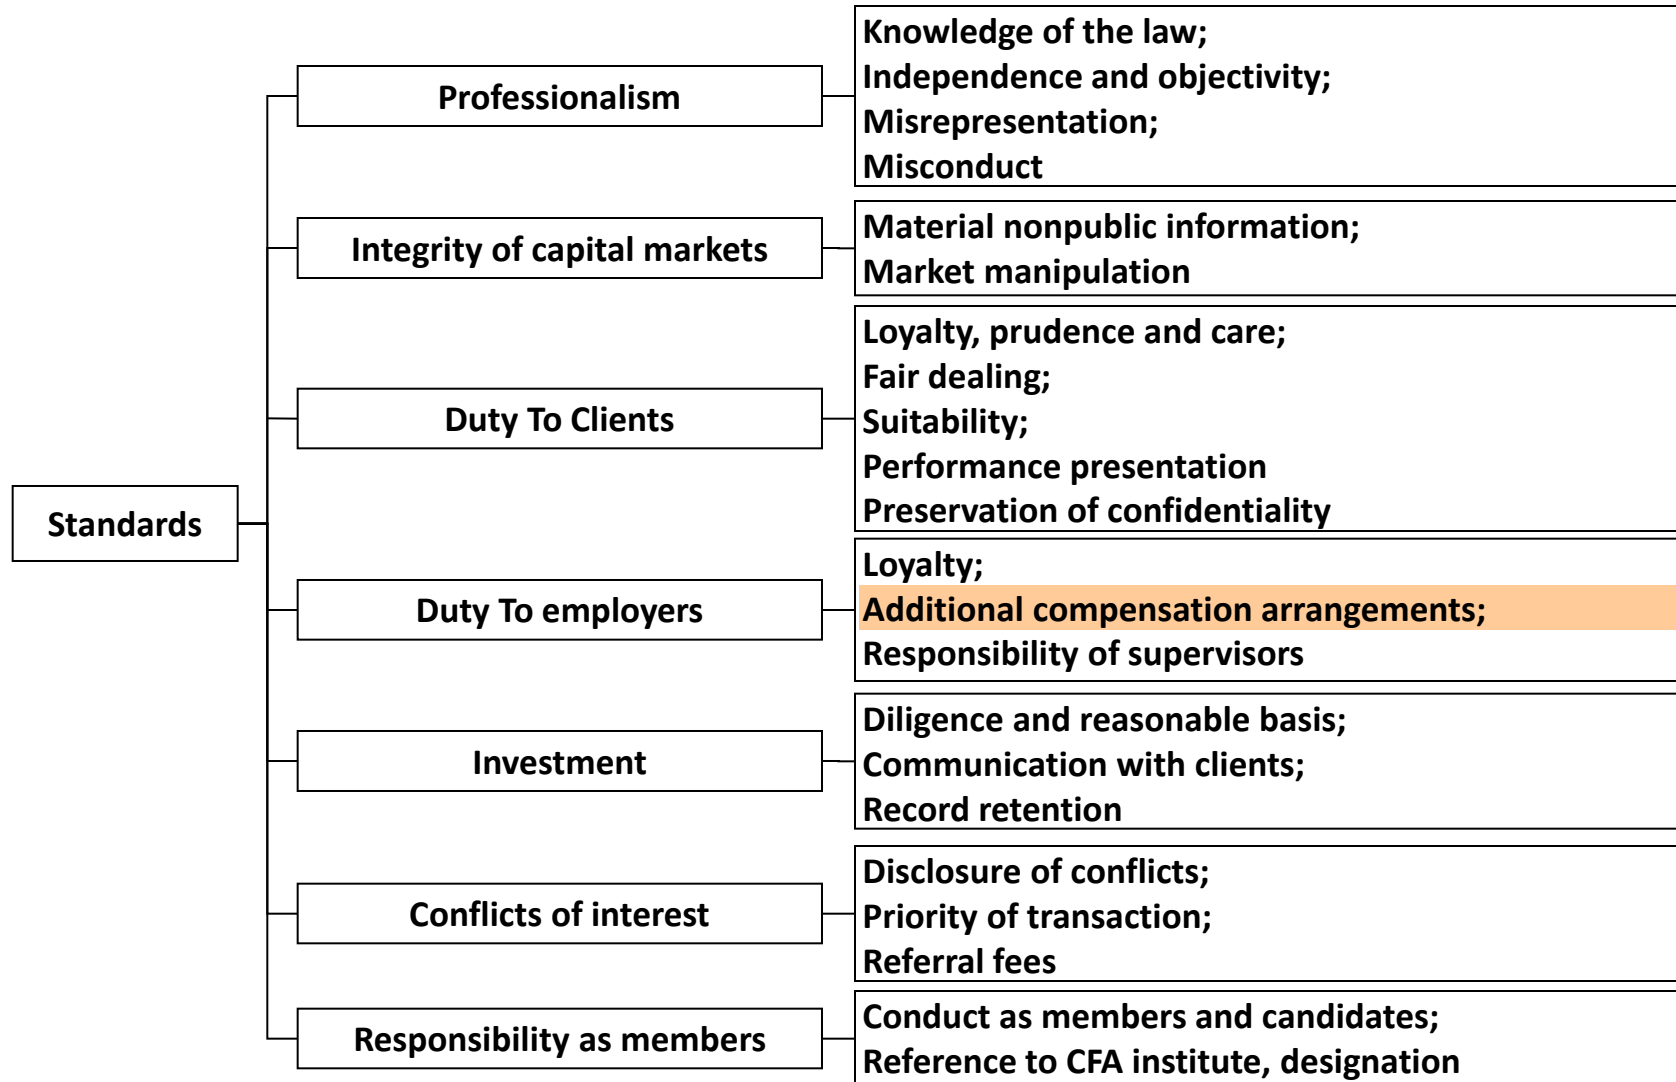 Standards
Professionalism
Knowledge of the law;
Independence and objectivity;
Misrepresentation;
Misconduct
Integrity of capital markets
Material nonpublic information;
Market manipulation
Duty To Clients
Loyalty, prudence and care;
Fair dealing;
Suitability;
Performance presentation
Preservation of confidentiality
Duty To employers
Loyalty;
Additional compensation arrangements;
Responsibility of supervisors
Investment
Diligence and reasonable basis;
Communication with clients;
Record retention
Conflicts of interest
Disclosure of conflicts;
Priority of transaction;
Referral fees
Responsibility as members
Conduct as members and candidates;
Reference to CFA institute, designation